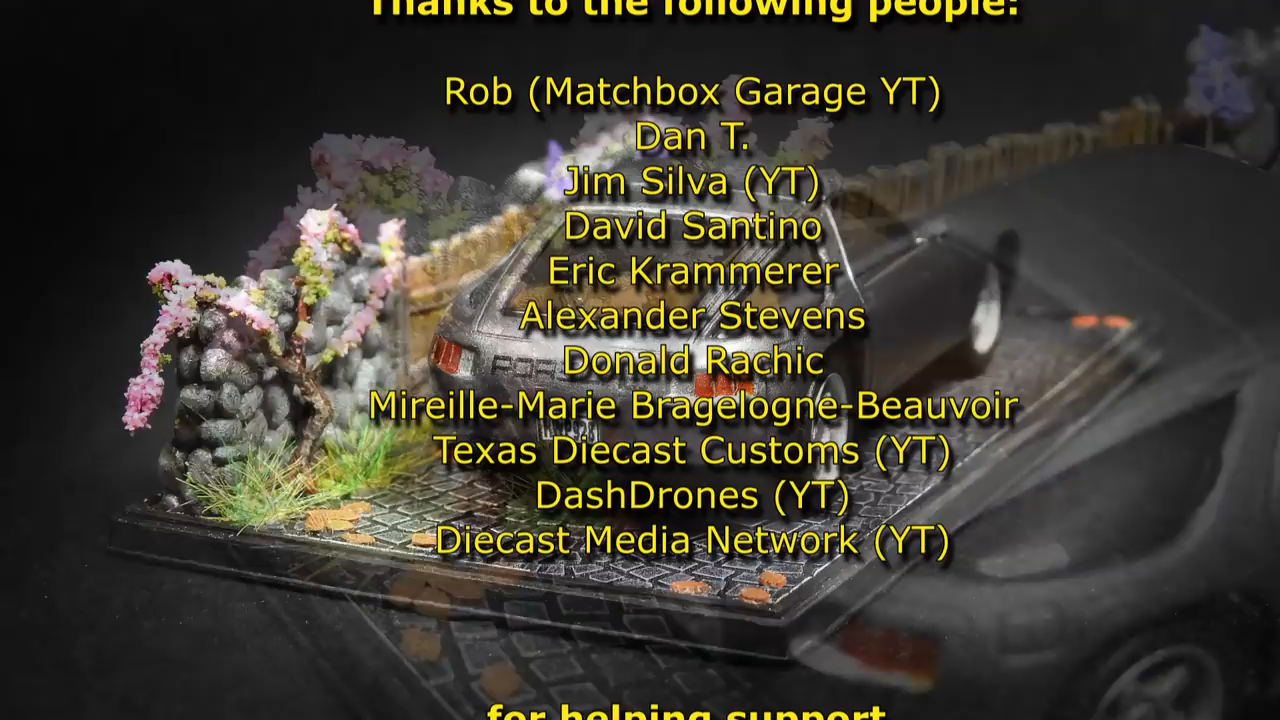 Thanks to the following people:
Rob (Matchbox Garage YT)
Dan T.
Jim Silva (YT)
David Santino
Eric Krammerer
Alexander Stevens
Donald Rachic
Mireille-Marie Bragelogne-Beauvoir
Texas Diecast Customs (YT)
DashDrones (YT)
Diecast Media Network (YT)
for helping support